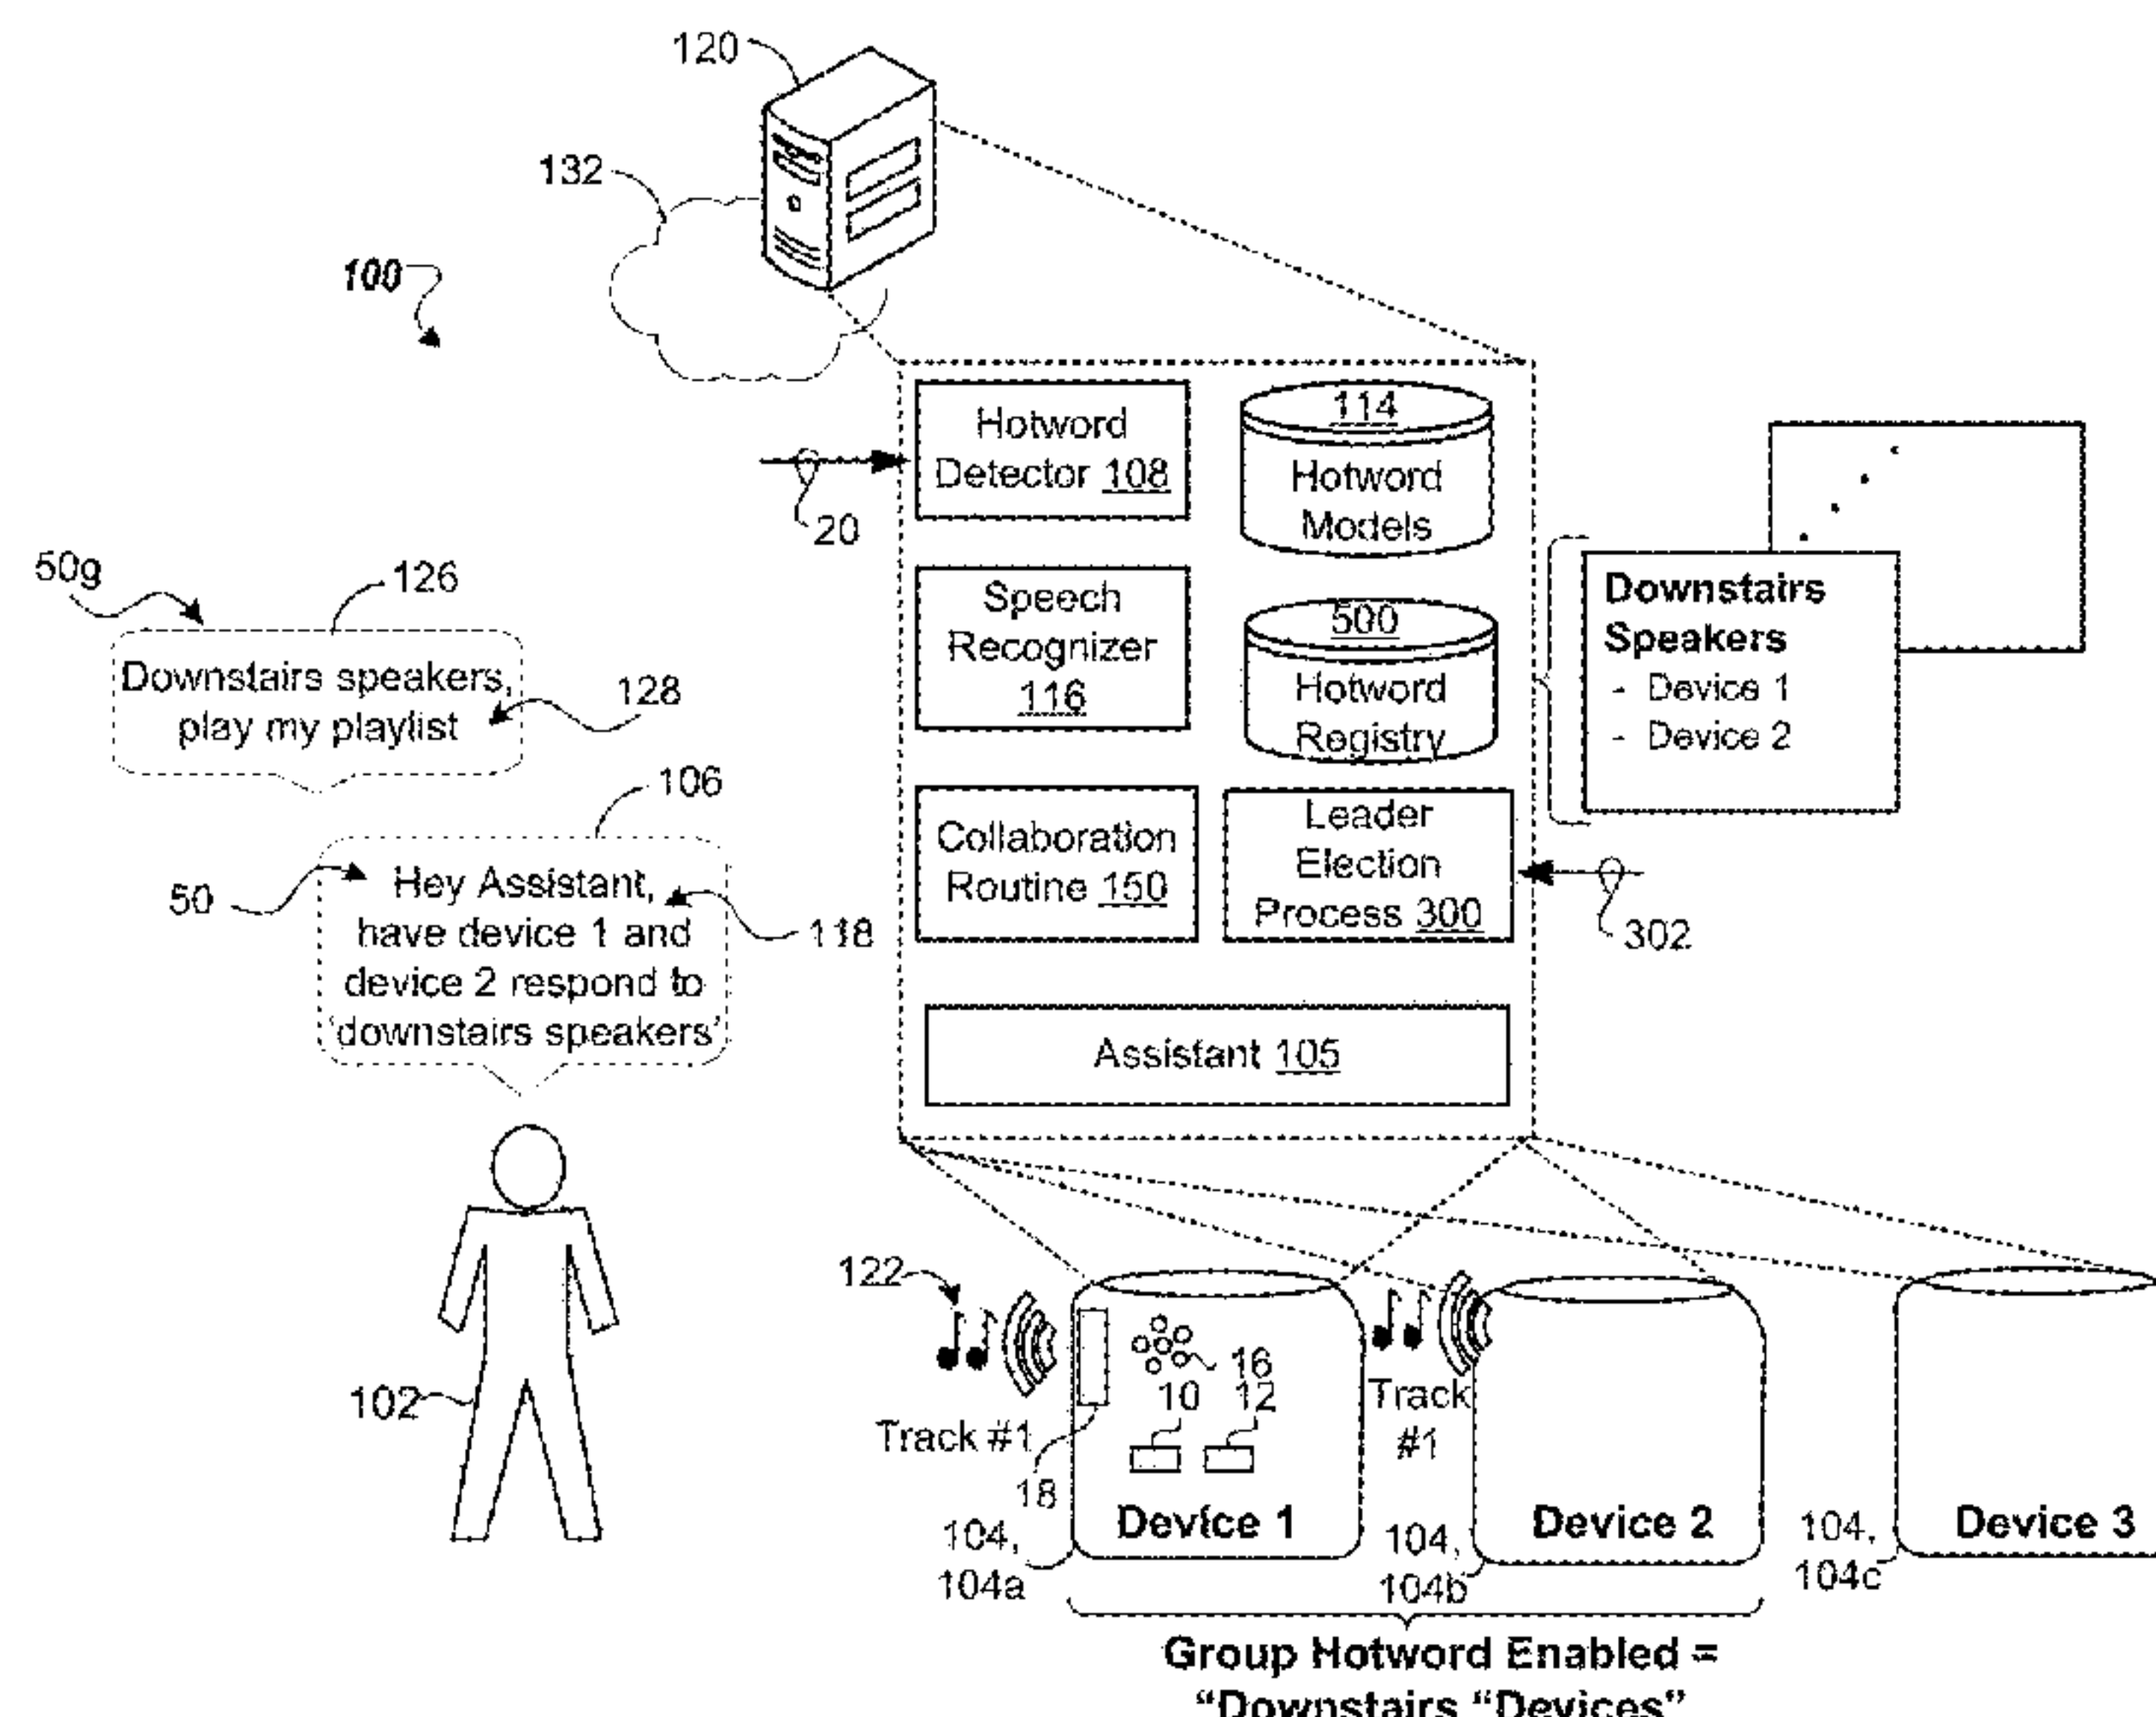 120
132
100
Hotword
Detector 108
114
Hotword
Models
20
50g
126
Downstairs speakers,
play my playlist
128
Speech
Recognizer
116
500
Hotword
Registry
Downstairs
Speakers
- Device 1
- Device 2
106
50
Hey Assistant,
have device 1 and
device 2 respond to
‘downstairs speakers’
118
Collaboration
Routine 150
Leader
Election
Process 300
302
Assistant 105
102
122
Track #1
18
16
10
12
Device 1
104,
104a
Track
#1
Device 2
104,
104b
Device 3
104,
104c
Group Hotword Enabled =
“Downstairs “Devices”